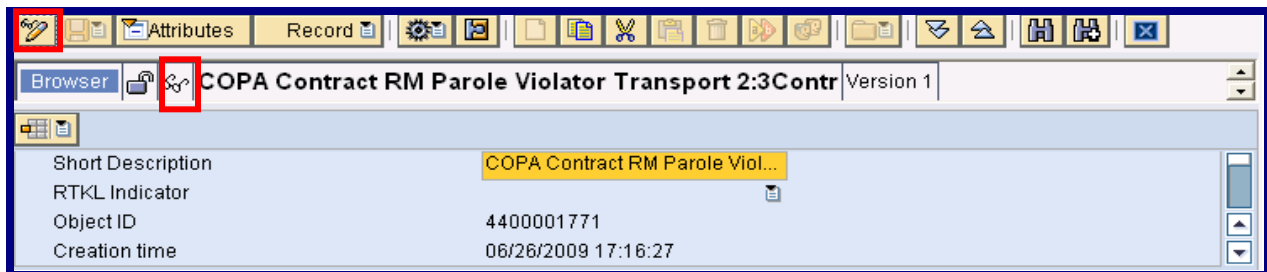 Attributes Record
Browser COPA Contract RM Parole Violator Transport 2:3Contr Version 1
Short Description COPA Contract RM Parole Viol...
RTKL Indicator
Object ID 4400001771
Creation time 06/26/2009 17:16:27